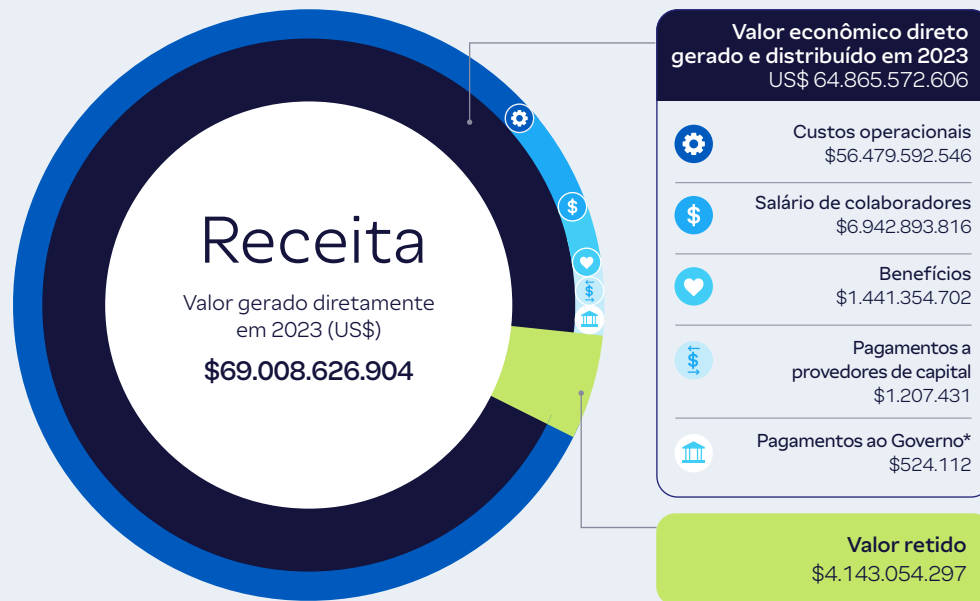 Receita
Valor gerado diretamente
em 2023 (US$)
$69.008.626.904
Valor econômico direto
gerado e distribuído em 2023
US$ 64.865.572.606
Custos operacionais
$56.479.592.546
Salário de colaboradores
$6.942.893.816
Benefícios
$1.441.354.702
Pagamentos a
provedores de capital
$1.207.431
Pagamentos ao Governo*
$524.112
Valor retido
$4.143.054.297